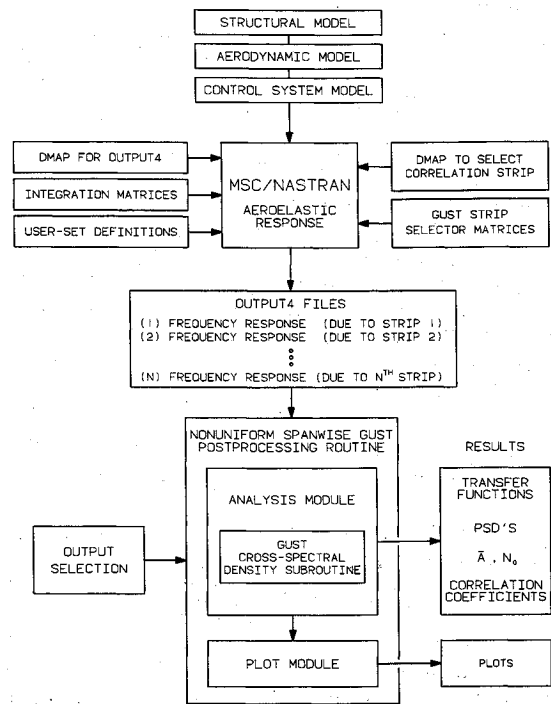 STRUCTURAL MODEL
AERODYNAMIC MODEL
CONTROL SYSTEM MODEL
DMAP FOR OUTPUT4
INTEGRATION MATRICES
USER-SET DEFINITIONS
MSC/NASTRAN
AEROELASTIC
RESPONSE
DMAP TO SELECT
CORRELATION STRIP
GUST STRIP
SELECTOR MATRICES
OUTPUT4 FILES
(1) FREQUENCY RESPONSE (DUE TO STRIP 1)
(2) FREQUENCY RESPONSE (DUE TO STRIP 2)
(N) FREQUENCY RESPONSE (DUE TO NTH STRIP)
NONUNIFORM SPANWISE GUST
POSTPROCESSING ROUTINE
ANALYSIS MODULE
GUST
CROSS-SPECTRAL
DENSITY SUBROUTINE
PLOT MODULE
OUTPUT
SELECTION
RESULTS
TRANSFER
FUNCTIONS
PSD'S
Ā , N₀
CORRELATION
COEFFICIENTS
PLOTS